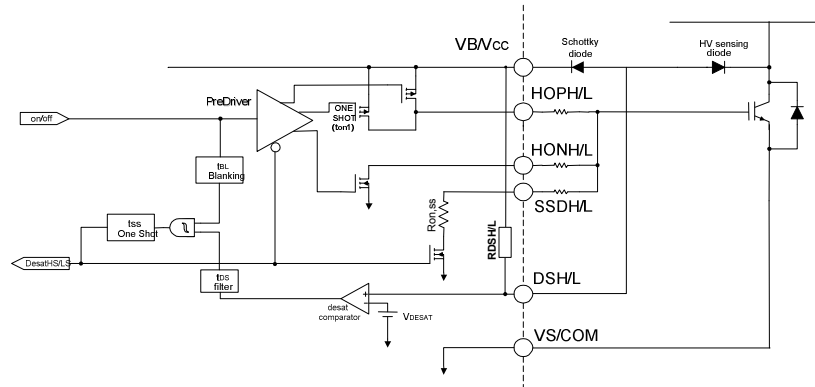 VB/Vcc
Schottky
diode
HV sensing
diode
HOPH/L
PreDriver
ONE
SHOT
(ton1)
on/off
HONH/L
tBL
Blanking
SSDH/L
Ron,ss
tss
One Shot
RDSH/L
DesatHS/LS
tDS
filter
DSH/L
desat
comparator
+
VDESAT
VS/COM